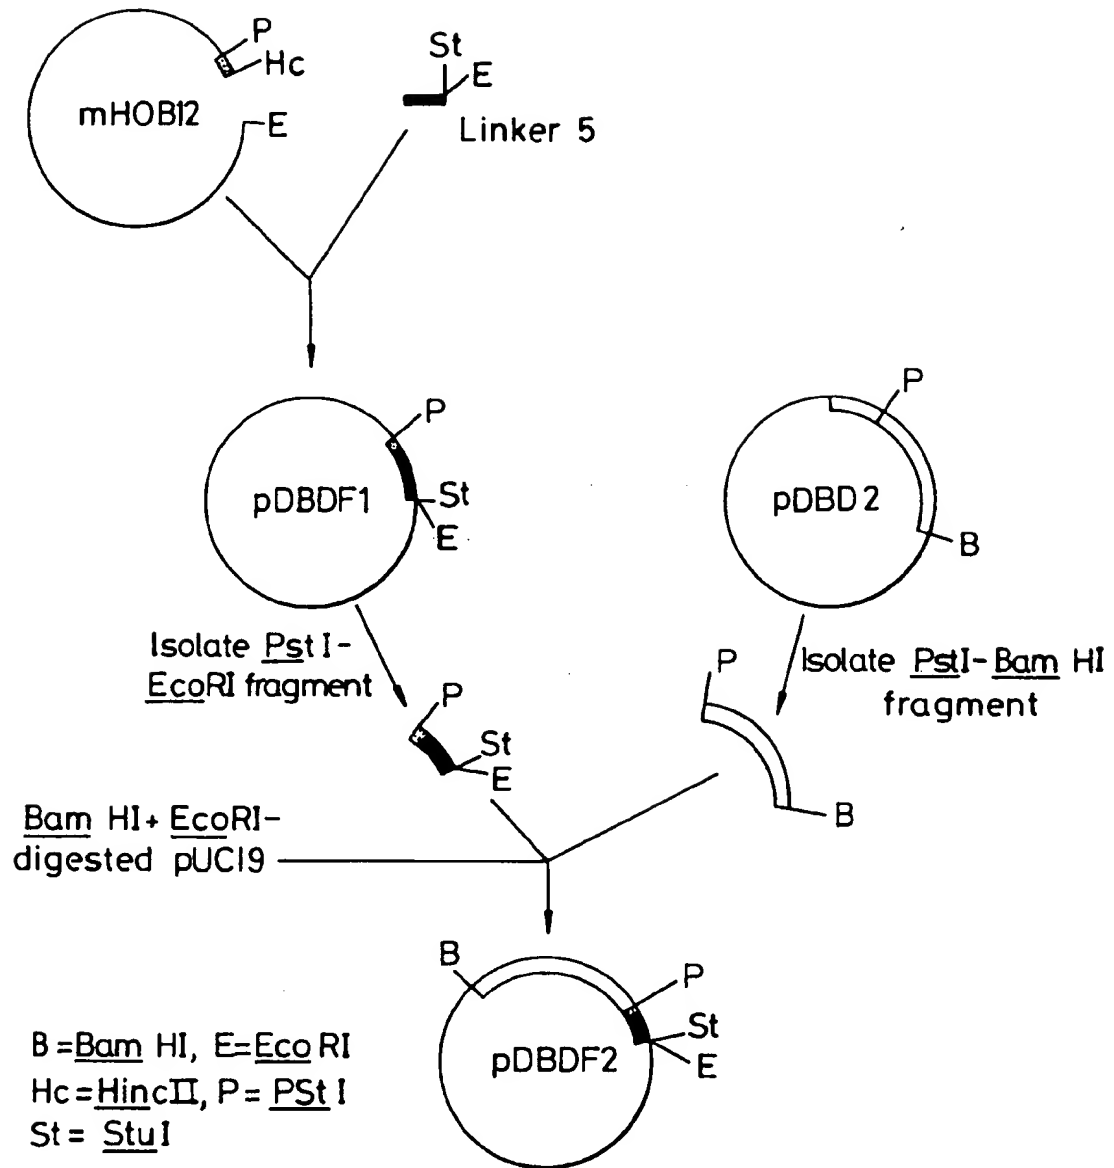 P
Hc
mHOB12
E
St
E
Linker 5
P
pDBDF1
St
E
P
pDBD2
B
Isolate PstI-
EcoRI fragment
Isolate PstI-Bam HI
fragment
P
St
E
P
B
Bam HI+ EcoRI-
digested pUC19
B
P
St
E
pDBDF2
B=Bam HI, E=Eco RI
Hc=HincII, P= PSt I
St= StuI